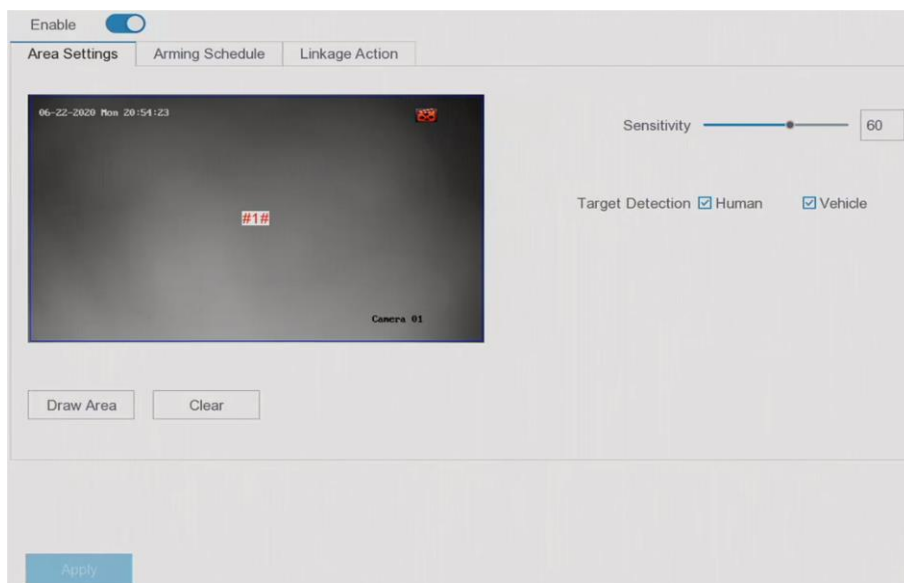 Enable
Area Settings Arming Schedule Linkage Action
06-22-2020 Mon 20:54:23
Sensitivity 60
Target Detection Human Vehicle
#1#
Camera 01
Draw Area Clear
Apply